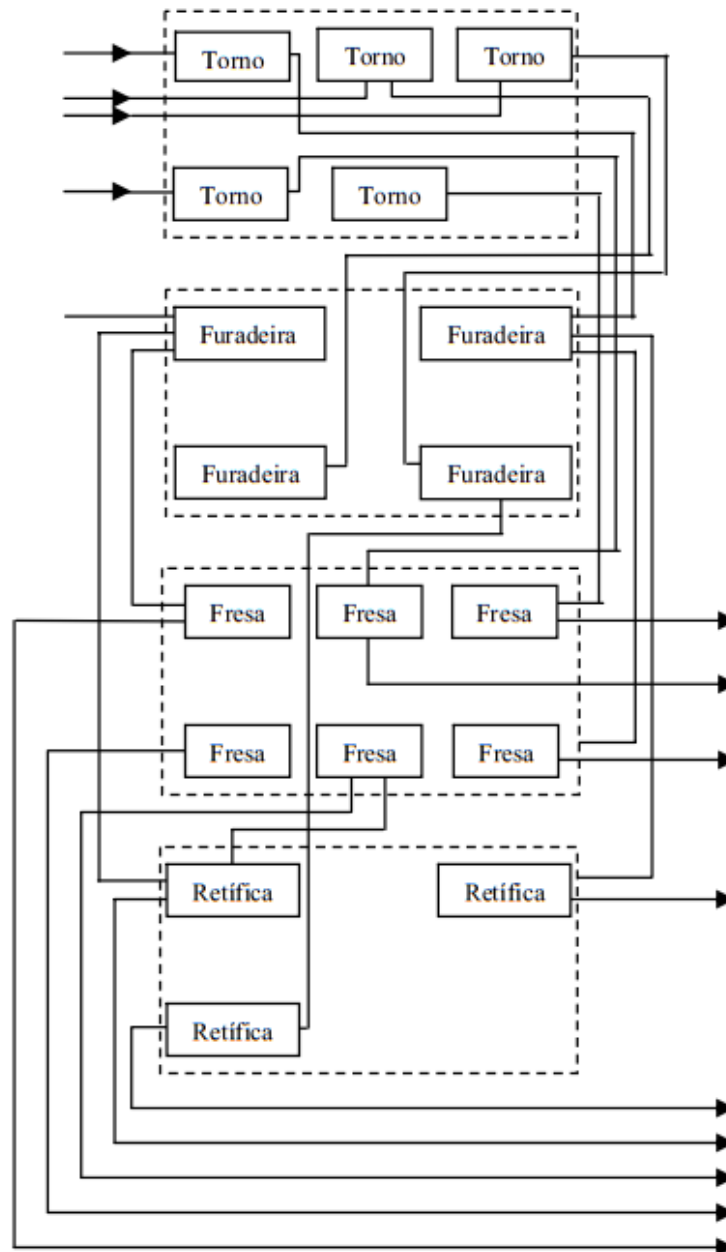 Torno Torno Torno
Torno Torno
Furadeira Furadeira
Furadeira Furadeira
Fresa Fresa Fresa
Fresa Fresa Fresa
Retífica Retífica
Retífica